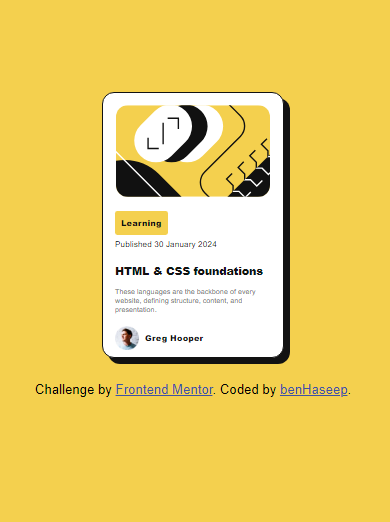 Learning
Published 30 January 2024
HTML & CSS foundations
These languages are the backbone of every
website, defining structure, content, and
presentation.
Greg Hooper
Challenge by Frontend Mentor. Coded by benHaseep.